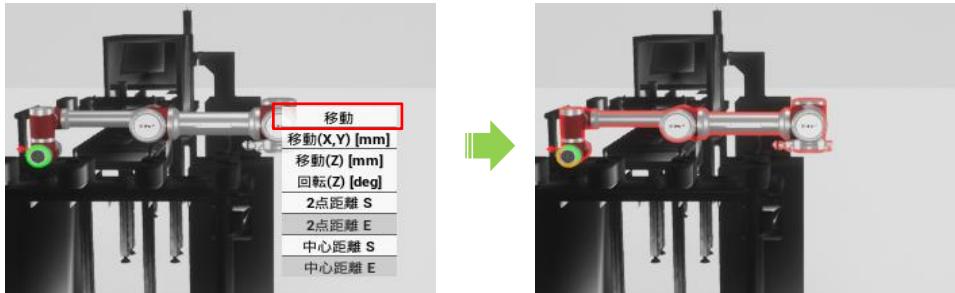 移動
移動(X,Y) [mm]
移動(Z) [mm]
回転(Z) [deg]
2点距離 S
2点距離 E
中心距離 S
中心距離 E